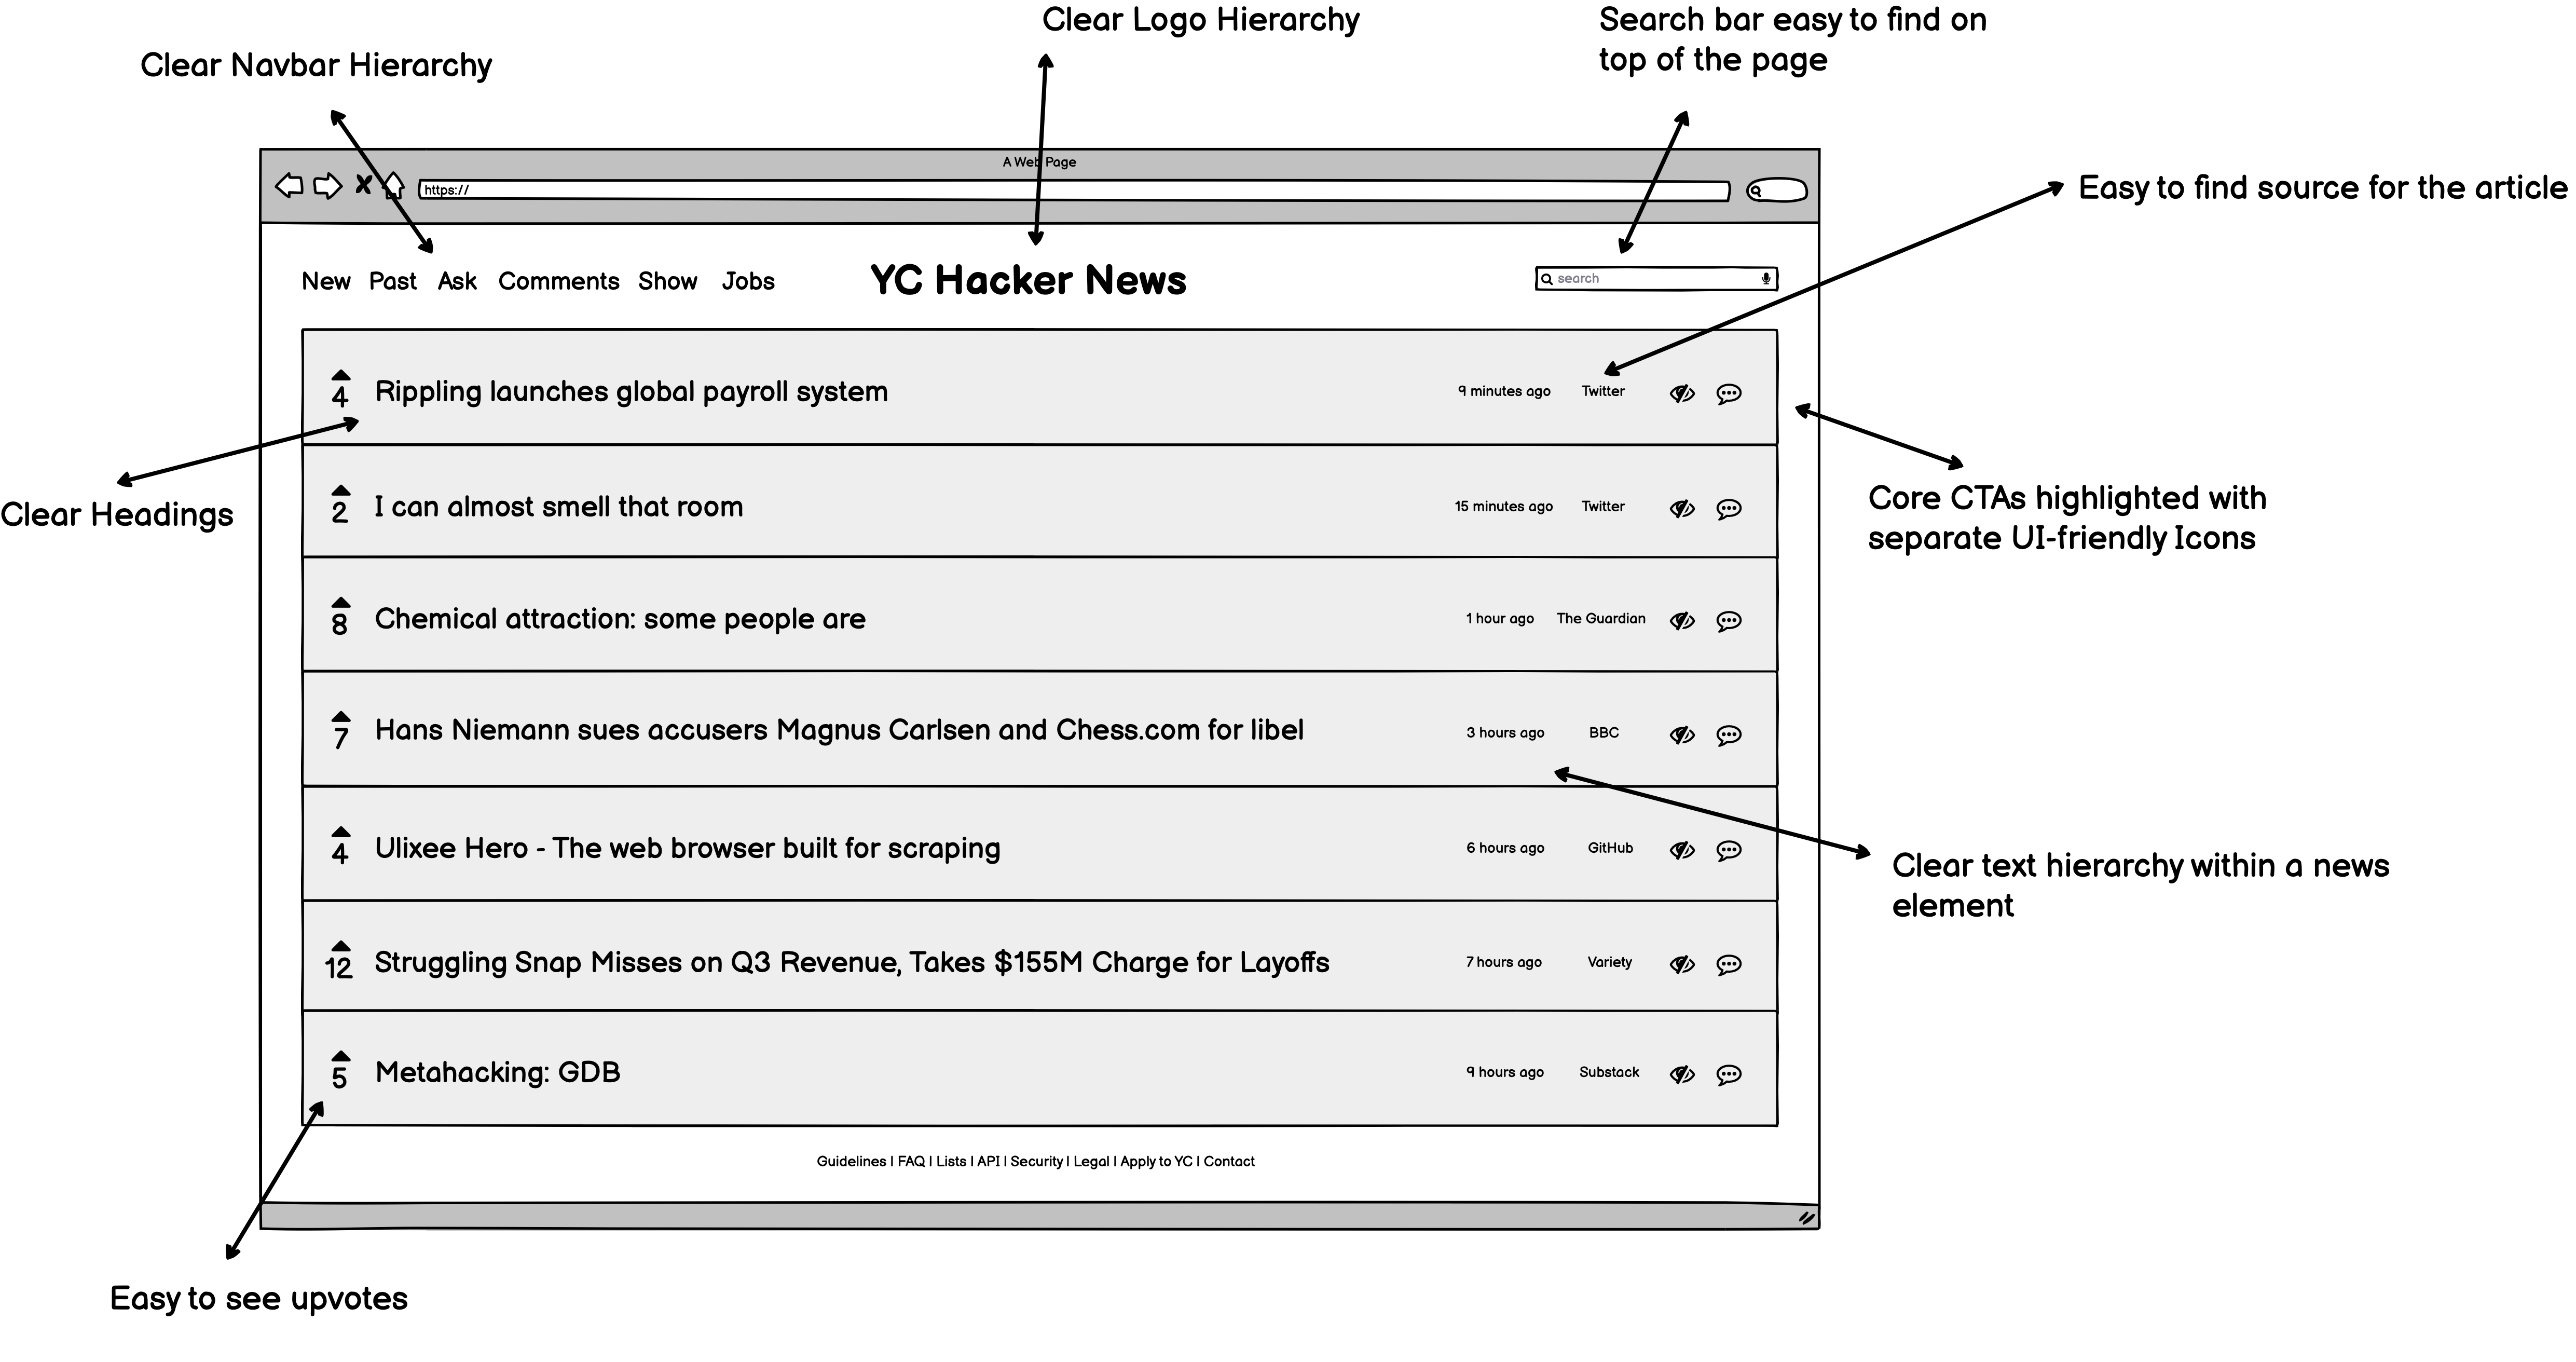 Clear Logo Hierarchy
Search bar easy to find on
top of the page
Clear Navbar Hierarchy
A Web Page
https://
Easy to find source for the article
New Past Ask Comments Show Jobs
YC Hacker News
search
4 Rippling launches global payroll system 9 minutes ago Twitter
Clear Headings
Core CTAs highlighted with
separate UI-friendly Icons
2 I can almost smell that room 15 minutes ago Twitter
8 Chemical attraction: some people are 1 hour ago The Guardian
7 Hans Niemann sues accusers Magnus Carlsen and Chess.com for libel 3 hours ago BBC
4 Ulixee Hero - The web browser built for scraping 6 hours ago GitHub
Clear text hierarchy within a news
element
12 Struggling Snap Misses on Q3 Revenue, Takes $155M Charge for Layoffs 7 hours ago Variety
5 Metahacking: GDB 9 hours ago Substack
Guidelines | FAQ | Lists | API | Security | Legal | Apply to YC | Contact
Easy to see upvotes